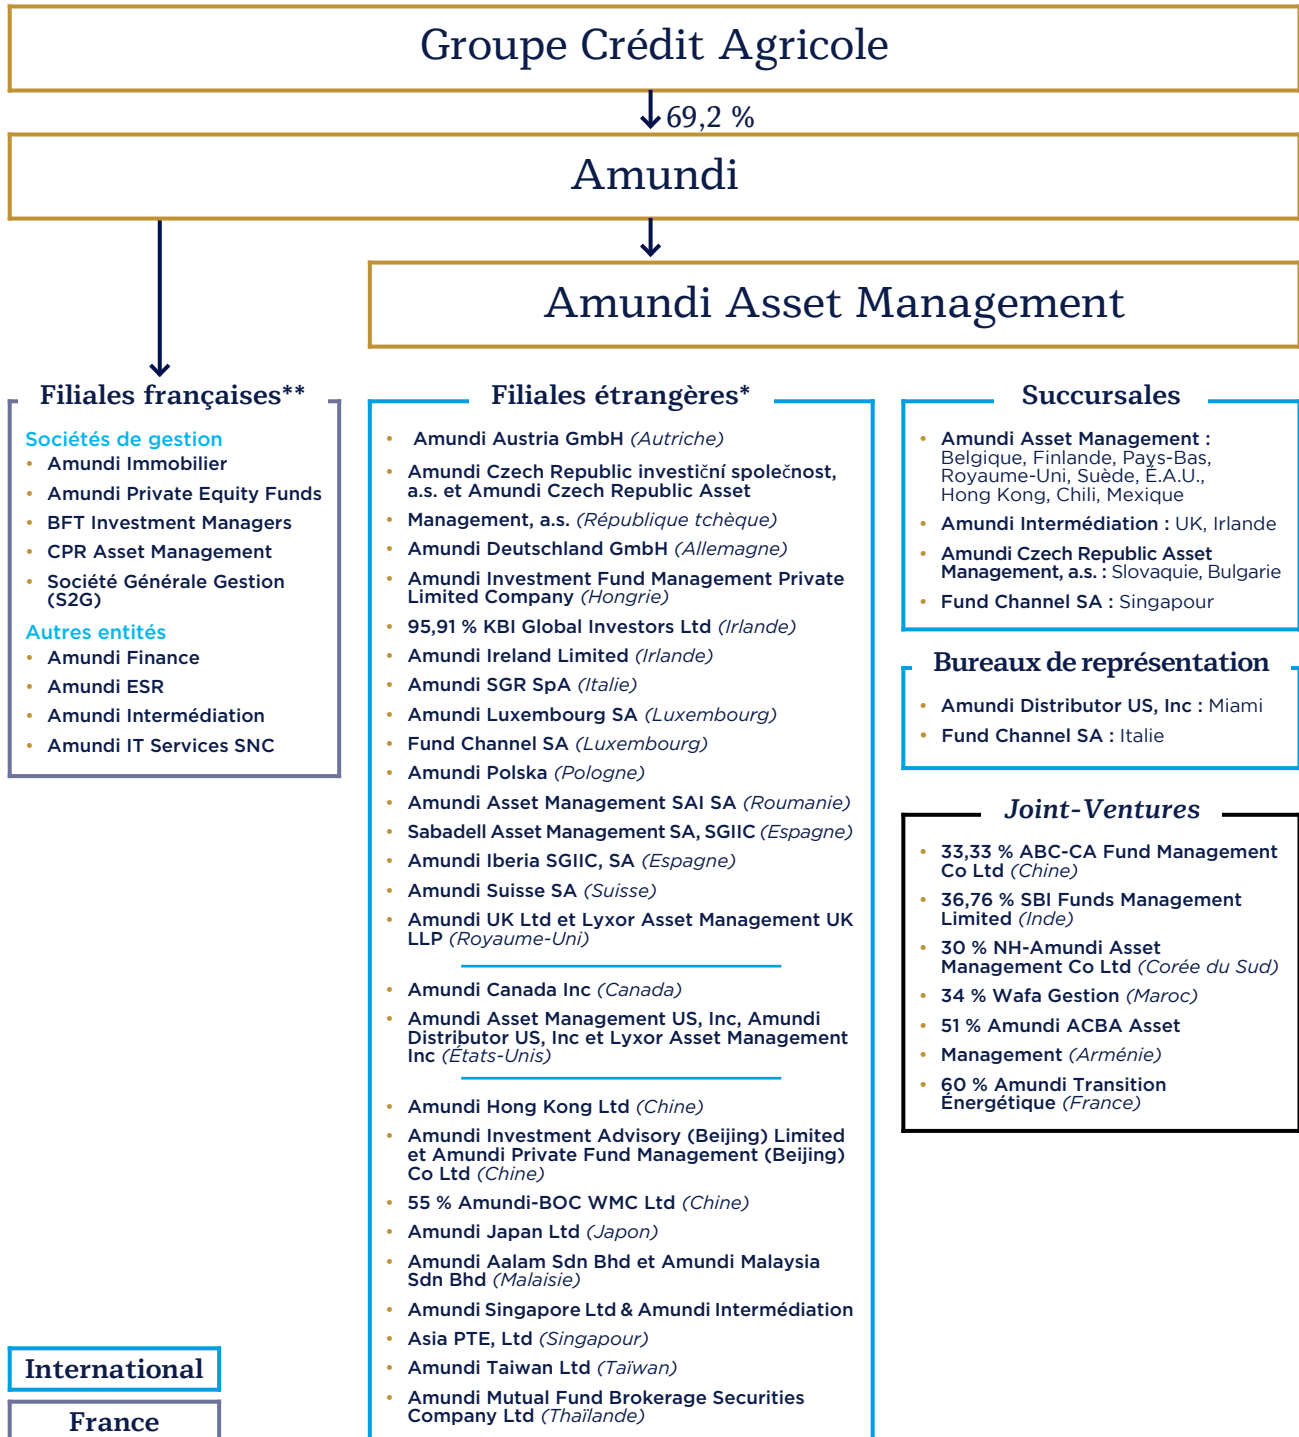 Groupe Crédit Agricole
69,2 %
Amundi
Amundi Asset Management
Filiales françaises**
Sociétés de gestion
• Amundi Immobilier
• Amundi Private Equity Funds
• BFT Investment Managers
• CPR Asset Management
• Société Générale Gestion
(S2G)
Autres entités
• Amundi Finance
• Amundi ESR
• Amundi Intermédiation
• Amundi IT Services SNC
Filiales étrangères*
• Amundi Austria GmbH (Autriche)
• Amundi Czech Republic investiční společnost,
a.s. et Amundi Czech Republic Asset
• Management, a.s. (République tchèque)
• Amundi Deutschland GmbH (Allemagne)
• Amundi Investment Fund Management Private
Limited Company (Hongrie)
• 95,91 % KBI Global Investors Ltd (Irlande)
• Amundi Ireland Limited (Irlande)
• Amundi SGR SpA (Italie)
• Amundi Luxembourg SA (Luxembourg)
• Fund Channel SA (Luxembourg)
• Amundi Polska (Pologne)
• Amundi Asset Management SAI SA (Roumanie)
• Sabadell Asset Management SA, SGIIC (Espagne)
• Amundi Iberia SGIIC, SA (Espagne)
• Amundi Suisse SA (Suisse)
• Amundi UK Ltd et Lyxor Asset Management UK
LLP (Royaume-Uni)
• Amundi Canada Inc (Canada)
• Amundi Asset Management US, Inc, Amundi
Distributor US, Inc et Lyxor Asset Management
Inc (États-Unis)
• Amundi Hong Kong Ltd (Chine)
• Amundi Investment Advisory (Beijing) Limited
et Amundi Private Fund Management (Beijing)
Co Ltd (Chine)
• 55 % Amundi-BOC WMC Ltd (Chine)
• Amundi Japan Ltd (Japon)
• Amundi Aalam Sdn Bhd et Amundi Malaysia
Sdn Bhd (Malaisie)
• Amundi Singapore Ltd & Amundi Intermédiation
• Asia PTE, Ltd (Singapour)
• Amundi Taiwan Ltd (Taïwan)
• Amundi Mutual Fund Brokerage Securities
Company Ltd (Thaïlande)
Succursales
• Amundi Asset Management :
Belgique, Finlande, Pays-Bas,
Royaume-Uni, Suède, É.A.U.,
Hong Kong, Chili, Mexique
• Amundi Intermédiation : UK, Irlande
• Amundi Czech Republic Asset
Management, a.s. : Slovaquie, Bulgarie
• Fund Channel SA : Singapour
Bureaux de représentation
• Amundi Distributor US, Inc : Miami
• Fund Channel SA : Italie
Joint-Ventures
• 33,33 % ABC-CA Fund Management
Co Ltd (Chine)
• 36,76 % SBI Funds Management
Limited (Inde)
• 30 % NH-Amundi Asset
Management Co Ltd (Corée du Sud)
• 34 % Wafa Gestion (Maroc)
• 51 % Amundi ACBA Asset
• Management (Arménie)
• 60 % Amundi Transition
Énergétique (France)
International
France